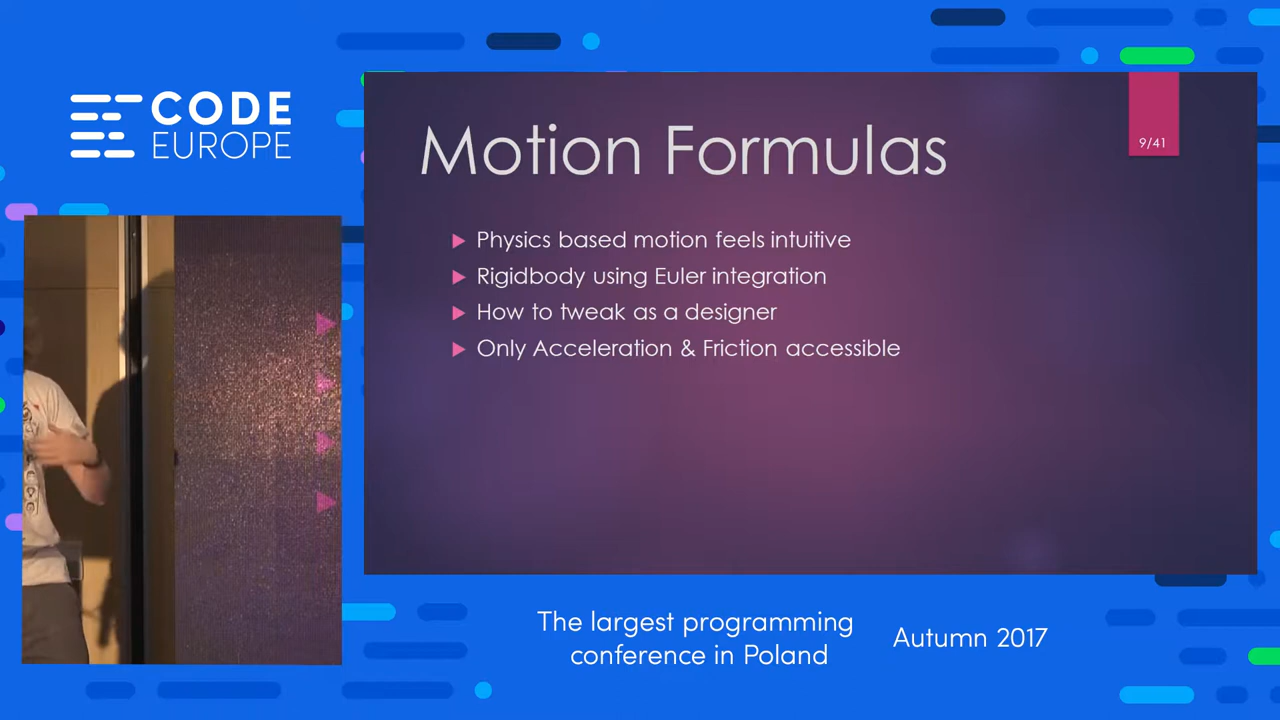 CODE
EUROPE
Motion Formulas
9/41
Physics based motion feels intuitive
Rigidbody using Euler integration
How to tweak as a designer
Only Acceleration & Friction accessible
The largest programming
conference in Poland
Autumn 2017